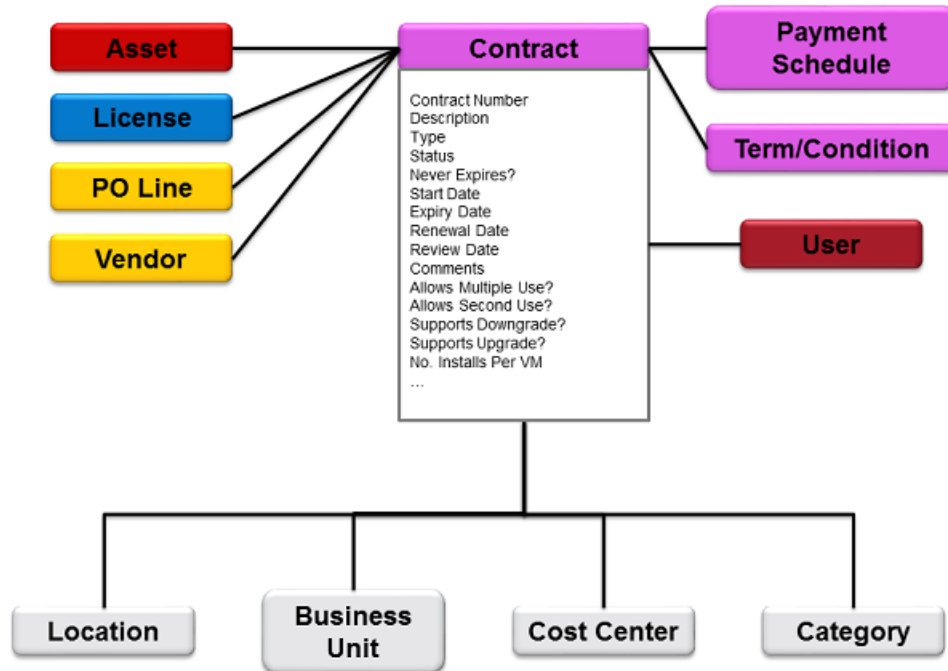 Asset
Contract
Payment
Schedule
License
Term/Condition
PO Line
User
Vendor
Contract Number
Description
Type
Status
Never Expires?
Start Date
Expiry Date
Renewal Date
Review Date
Comments
Allows Multiple Use?
Allows Second Use?
Supports Downgrade?
Supports Upgrade?
No. Installs Per VM
...
Location
Business
Unit
Cost Center
Category